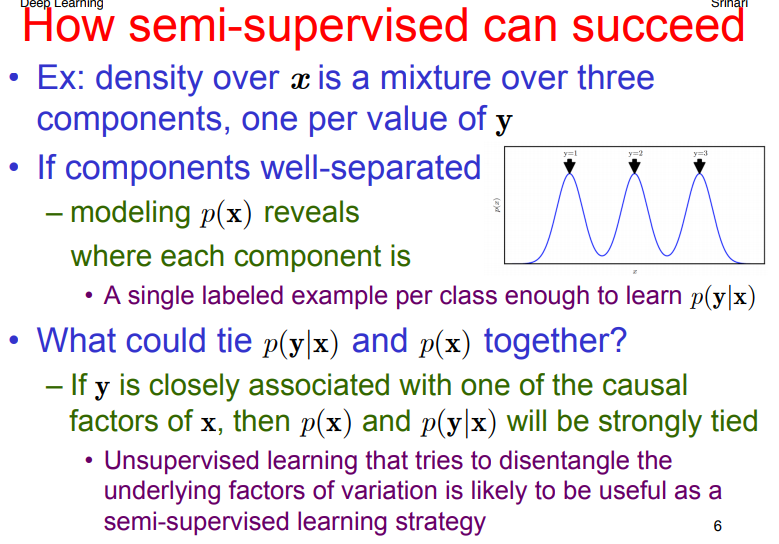 Deep Learning
Srihari
How semi-supervised can succeed
• Ex: density over x is a mixture over three
components, one per value of y
• If components well-separated
– modeling p(x) reveals
where each component is
• A single labeled example per class enough to learn p(y|x)
y=1 y=2 y=3
p(x)
x
• What could tie p(y|x) and p(x) together?
– If y is closely associated with one of the causal
factors of x, then p(x) and p(y|x) will be strongly tied
• Unsupervised learning that tries to disentangle the
underlying factors of variation is likely to be useful as a
semi-supervised learning strategy
6